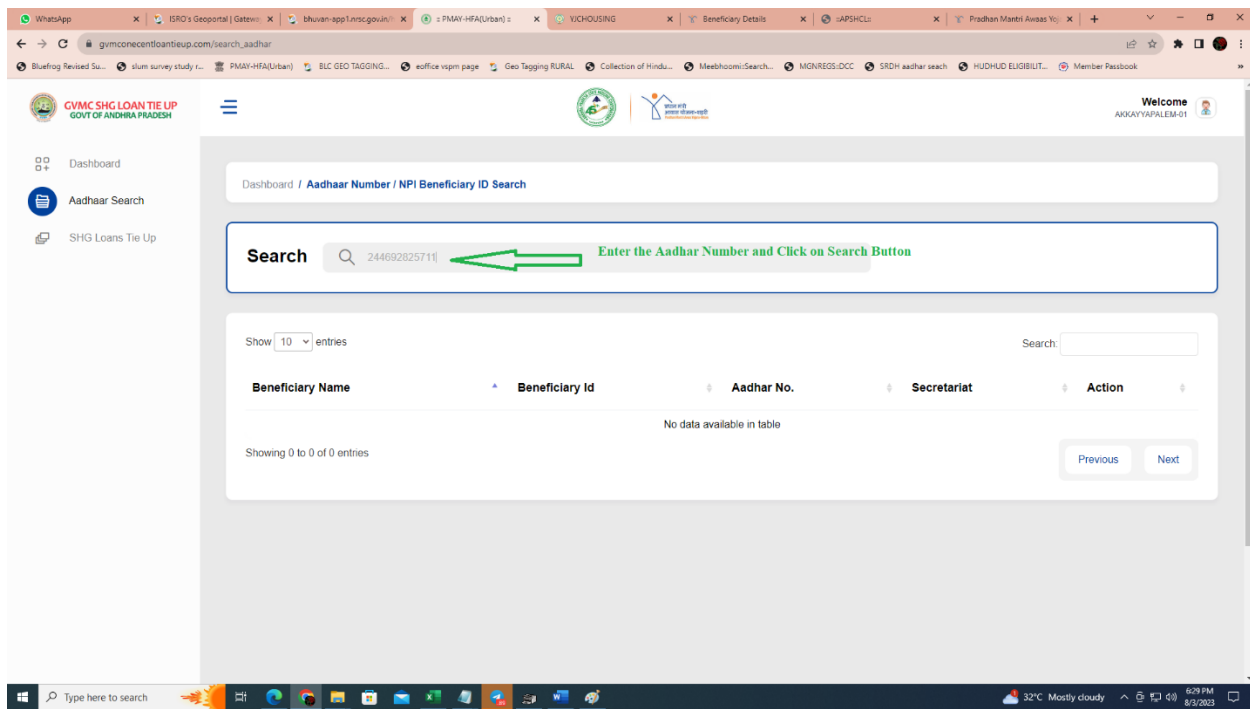 WhatsApp
ISRO's Geoportal | Gatewa
bhuvan-app1.nrsc.gov.in/
:: PMAY-HFA(Urban) ::
YJCHOUSING
Beneficiary Details
::APSHCL::
Pradhan Mantri Awaas Yoj
gvmconecentloantieup.com/search_aadhar
Bluefrog Revised Su...
slum survey study r...
PMAY-HFA(Urban)
BLC GEO TAGGING...
eoffice vspm page
Geo Tagging RURAL
Collection of Hindu...
Meebhoomi:Search...
MGNREGS::DCC
SRDH aadhar seach
HUDHUD ELIGIBILIT...
Member Passbook
GVMC SHG LOAN TIE UP
GOVT OF ANDHRA PRADESH
Welcome
AKKAYYAPALEM-01
Dashboard
Aadhaar Search
SHG Loans Tie Up
Dashboard / Aadhaar Number / NPI Beneficiary ID Search
Search 244692825711 Enter the Aadhar Number and Click on Search Button
Show 10 entries
Search:
Beneficiary Name Beneficiary Id Aadhar No. Secretariat Action
No data available in table
Showing 0 to 0 of 0 entries
Previous Next
Type here to search
32°C Mostly cloudy
6:29 PM
8/3/2023